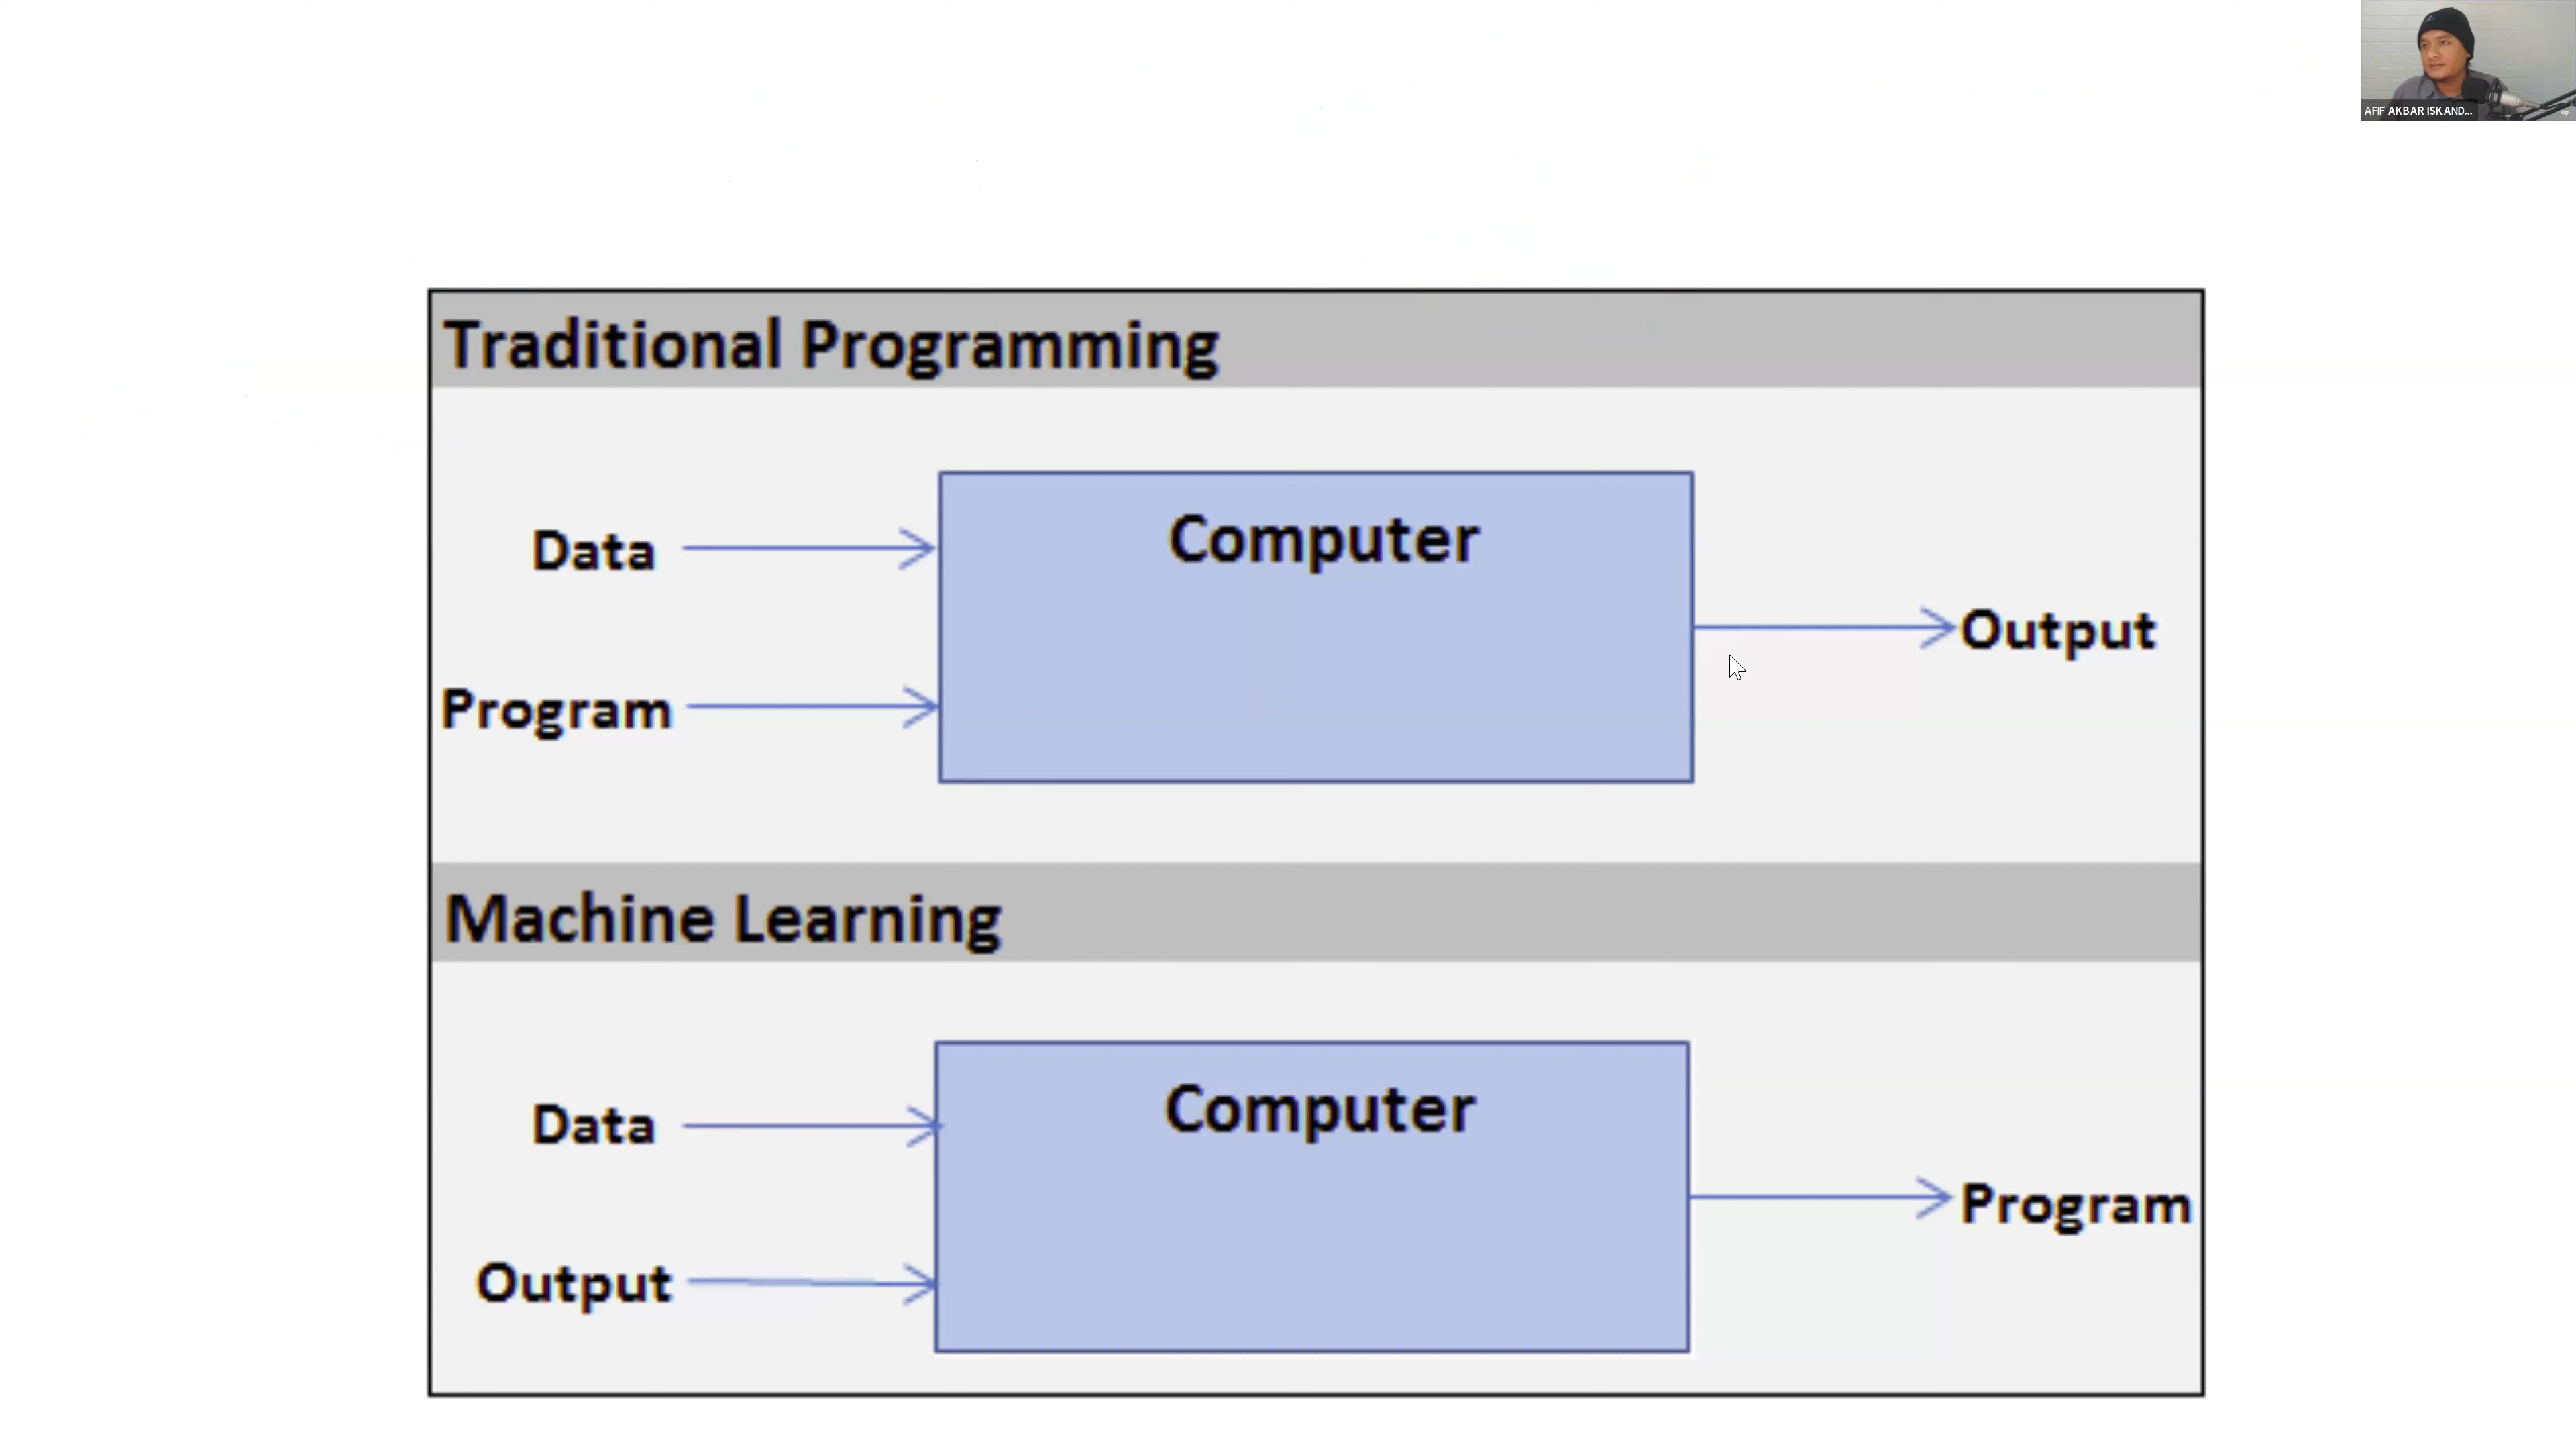 AFIF AKBAR ISKAND...
Traditional Programming
Data
Computer
Output
Program
Machine Learning
Data
Computer
Program
Output